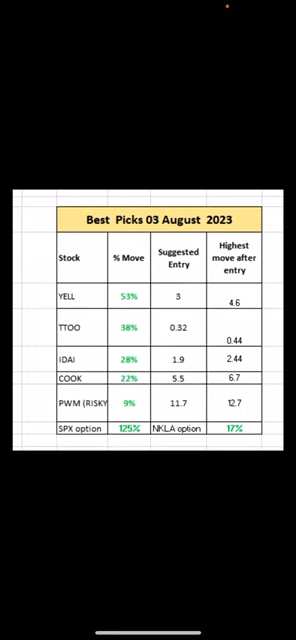 Best Picks 03 August 2023
Stock % Move Suggested Entry Highest move after entry
YELL 53% 3 4.6
TTOO 38% 0.32 0.44
IDAI 28% 1.9 2.44
COOK 22% 5.5 6.7
PWM (RISKY 9% 11.7 12.7
SPX option 125% NKLA option 17%